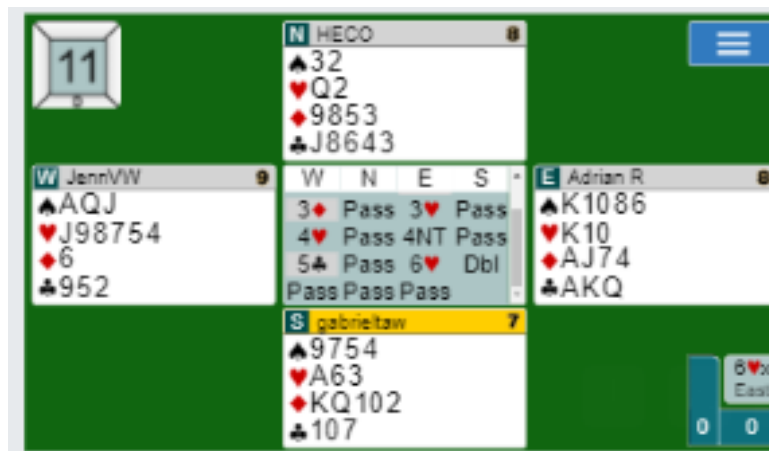 11
D
N HECO 8
♠32
♥Q2
♦9853
♣J8643
W JennVW 9
♠AQJ
♥J98754
♦6
♣952
W N E S
3♦ Pass 3♥ Pass
4♥ Pass 4NT Pass
5♣ Pass 6♥ Dbl
Pass Pass Pass
E Adrian R 8
♠K1086
♥K10
♦AJ74
♣AKQ
S gabrieltaw 7
♠9754
♥A63
♦KQ102
♣107
6♥x
East
0 0